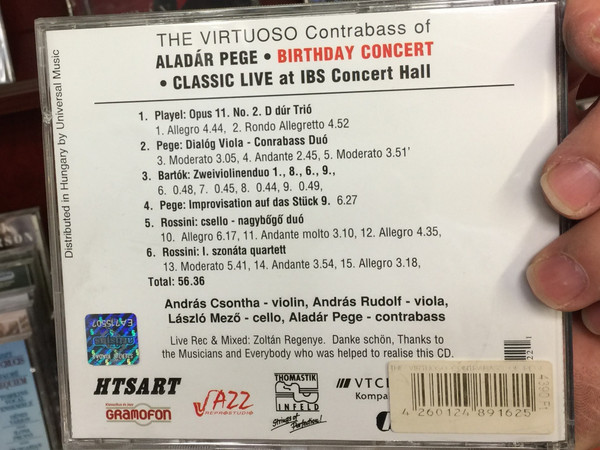 THE VIRTUOSO Contrabass of
ALADÁR PEGE • BIRTHDAY CONCERT
• CLASSIC LIVE at IBS Concert Hall
Distributed in Hungary by Universal Music
1. Playel: Opus 11. No. 2. D dúr Trió
1. Allegro 4.44, 2. Rondo Allegretto 4.52
2. Pege: Dialóg Viola - Conrabass Duó
3. Moderato 3.05, 4. Andante 2.45, 5. Moderato 3.51'
3. Bartók: Zweiviolinenduo 1., 8., 6., 9.,
6. 0.48, 7. 0.45, 8. 0.44, 9. 0.49,
4. Pege: Improvisation auf das Stück 9. 6.27
5. Rossini: csello - nagybőgő duó
10. Allegro 6.17, 11. Andante molto 3.10, 12. Allegro 4.35,
6. Rossini: I. szonáta quartett
13. Moderato 5.41, 14. Andante 3.54, 15. Allegro 3.18,
Total: 56.36
András Csontha - violin, András Rudolf - viola,
László Mező - cello, Aladár Pege - contrabass
Live Rec & Mixed: Zoltán Regenye. Danke schön, Thanks to
the Musicians and Everybody who was helped to realise this CD.
HTSART
GRAMOFON
JAZZ
THOMASTIK
INFELD
Strings of Perfection!
VTC
4 260124 891625